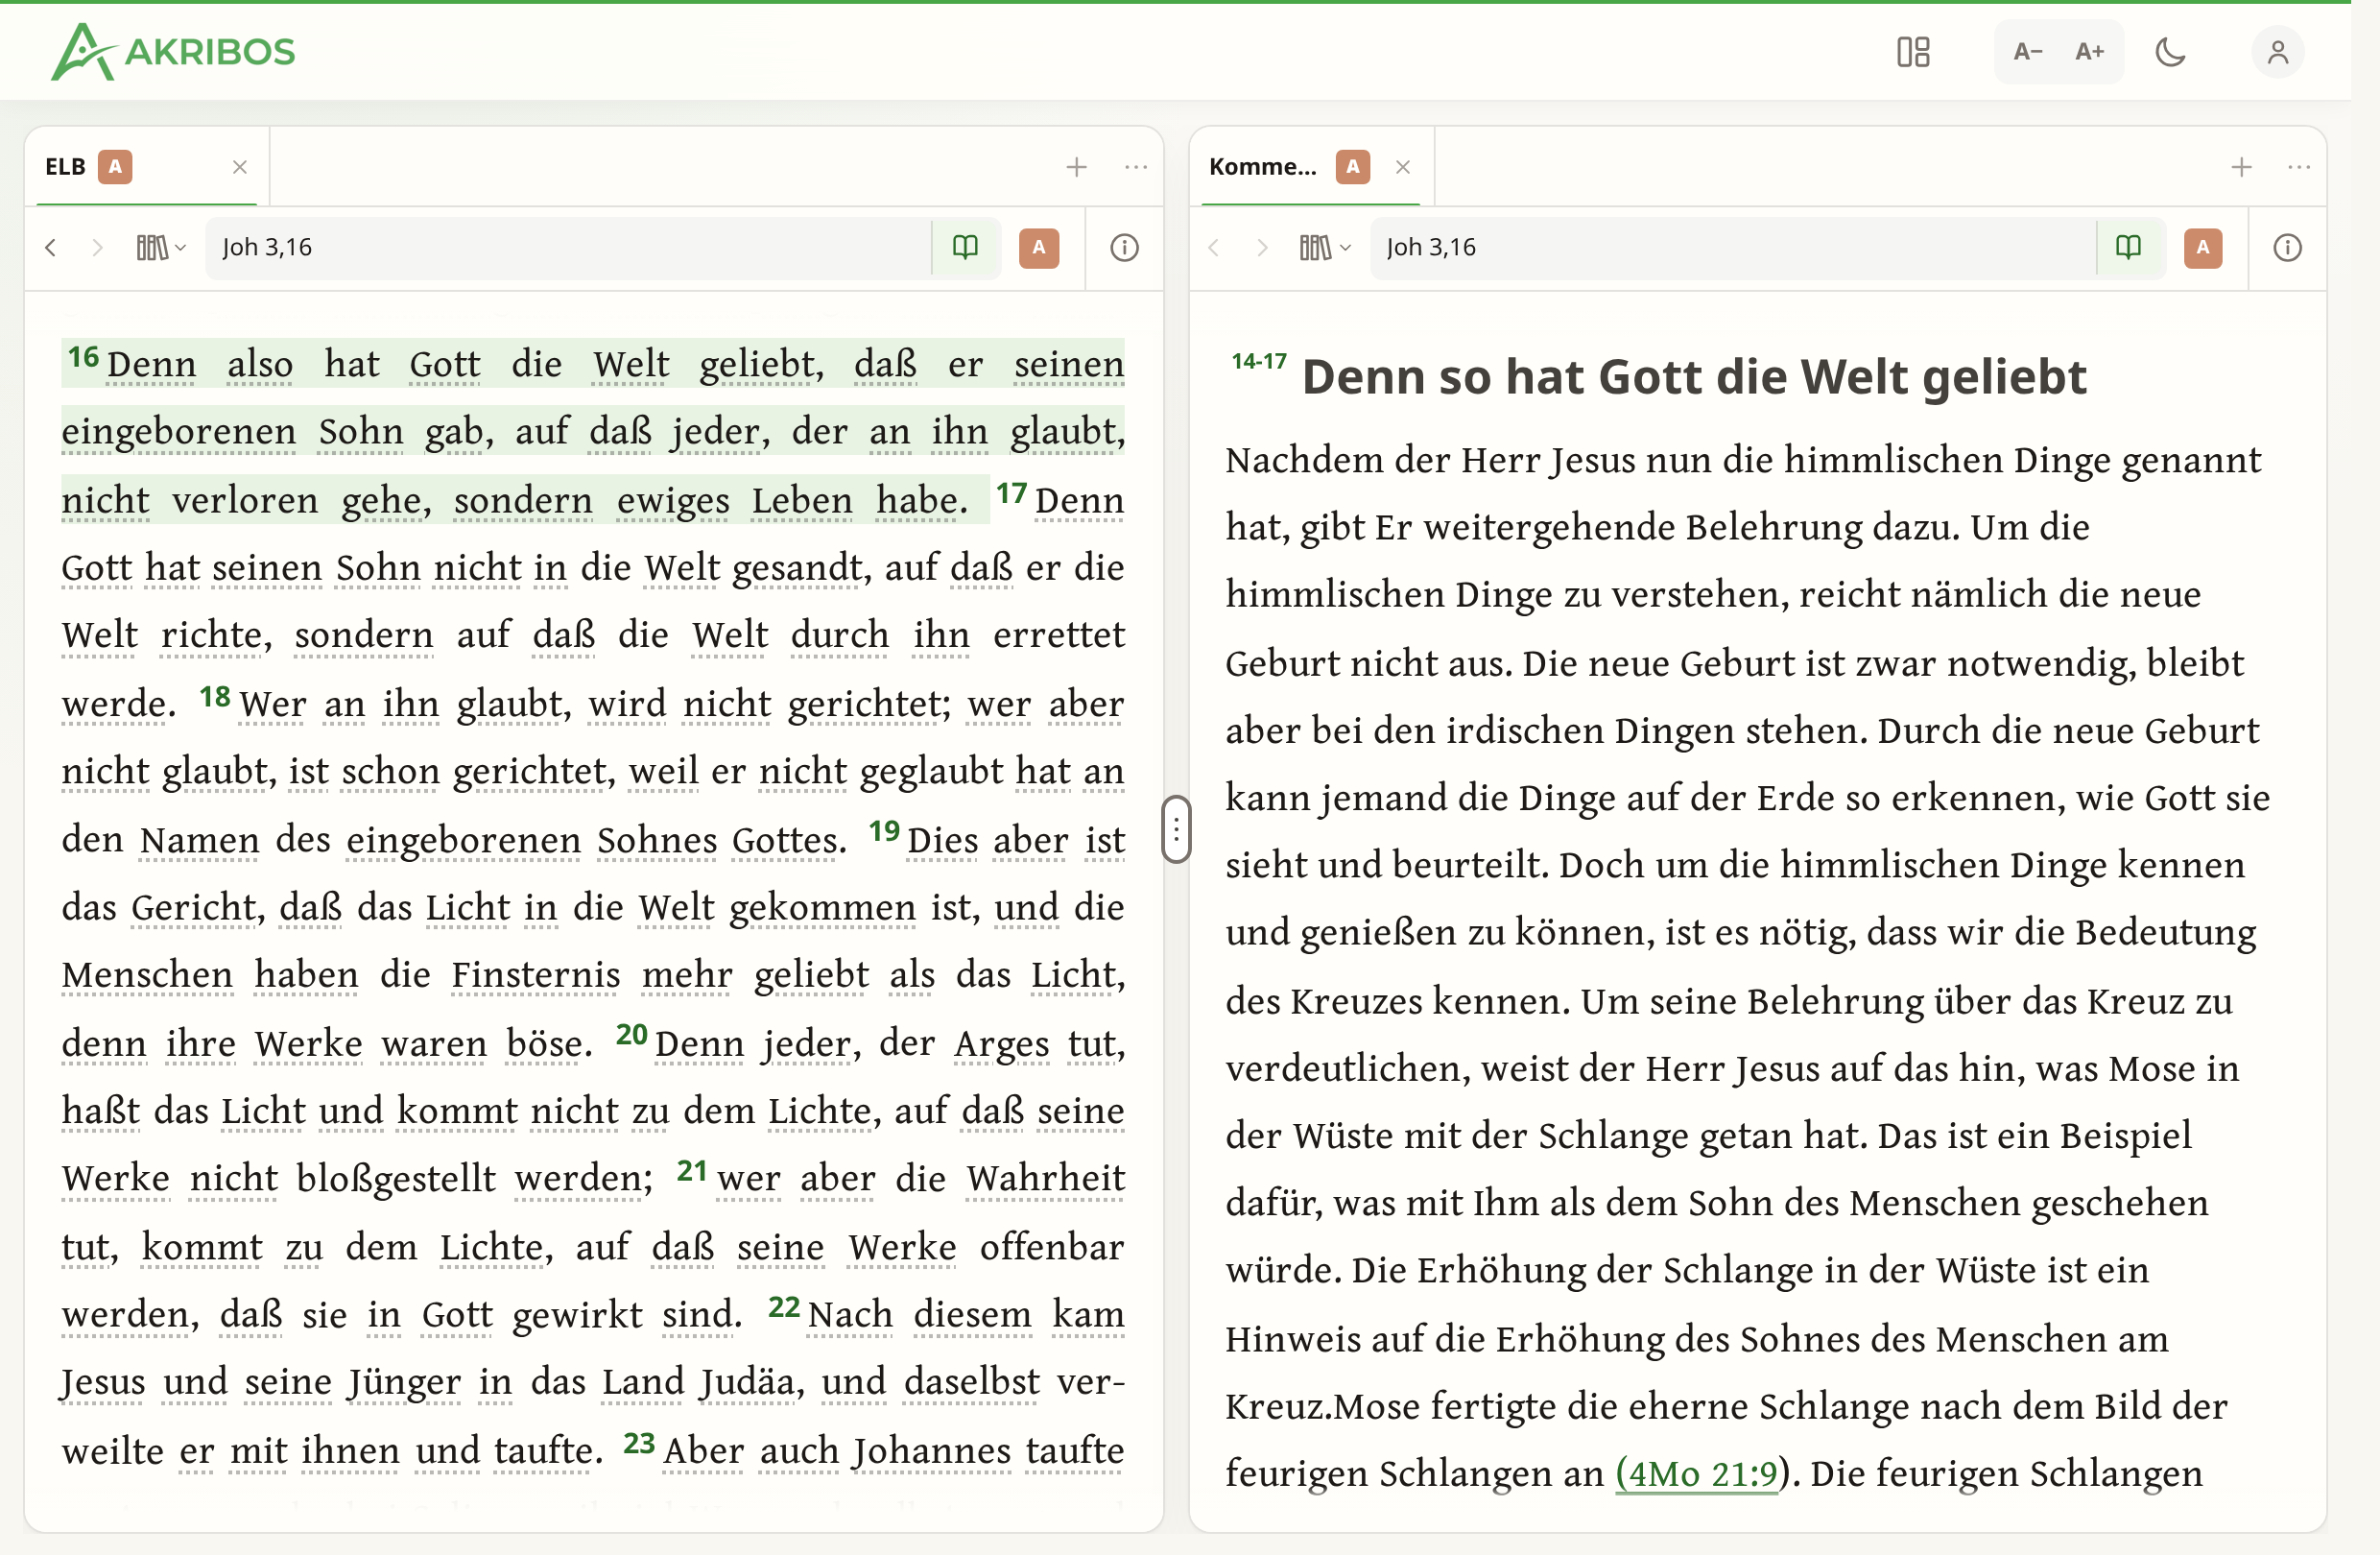 AKRIBOS
A− A+
ELB A
Joh 3,16 A
16 Denn also hat Gott die Welt geliebt, daß er seinen
eingeborenen Sohn gab, auf daß jeder, der an ihn glaubt,
nicht verloren gehe, sondern ewiges Leben habe. 17 Denn
Gott hat seinen Sohn nicht in die Welt gesandt, auf daß er die
Welt richte, sondern auf daß die Welt durch ihn errettet
werde. 18 Wer an ihn glaubt, wird nicht gerichtet; wer aber
nicht glaubt, ist schon gerichtet, weil er nicht geglaubt hat an
den Namen des eingeborenen Sohnes Gottes. 19 Dies aber ist
das Gericht, daß das Licht in die Welt gekommen ist, und die
Menschen haben die Finsternis mehr geliebt als das Licht,
denn ihre Werke waren böse. 20 Denn jeder, der Arges tut,
haßt das Licht und kommt nicht zu dem Lichte, auf daß seine
Werke nicht bloßgestellt werden; 21 wer aber die Wahrheit
tut, kommt zu dem Lichte, auf daß seine Werke offenbar
werden, daß sie in Gott gewirkt sind. 22 Nach diesem kam
Jesus und seine Jünger in das Land Judäa, und daselbst ver-
weilte er mit ihnen und taufte. 23 Aber auch Johannes taufte
Komme... A
Joh 3,16 A
14-17 Denn so hat Gott die Welt geliebt
Nachdem der Herr Jesus nun die himmlischen Dinge genannt
hat, gibt Er weitergehende Belehrung dazu. Um die
himmlischen Dinge zu verstehen, reicht nämlich die neue
Geburt nicht aus. Die neue Geburt ist zwar notwendig, bleibt
aber bei den irdischen Dingen stehen. Durch die neue Geburt
kann jemand die Dinge auf der Erde so erkennen, wie Gott sie
sieht und beurteilt. Doch um die himmlischen Dinge kennen
und genießen zu können, ist es nötig, dass wir die Bedeutung
des Kreuzes kennen. Um seine Belehrung über das Kreuz zu
verdeutlichen, weist der Herr Jesus auf das hin, was Mose in
der Wüste mit der Schlange getan hat. Das ist ein Beispiel
dafür, was mit Ihm als dem Sohn des Menschen geschehen
würde. Die Erhöhung der Schlange in der Wüste ist ein
Hinweis auf die Erhöhung des Sohnes des Menschen am
Kreuz.Mose fertigte die eherne Schlange nach dem Bild der
feurigen Schlangen an (4Mo 21:9). Die feurigen Schlangen